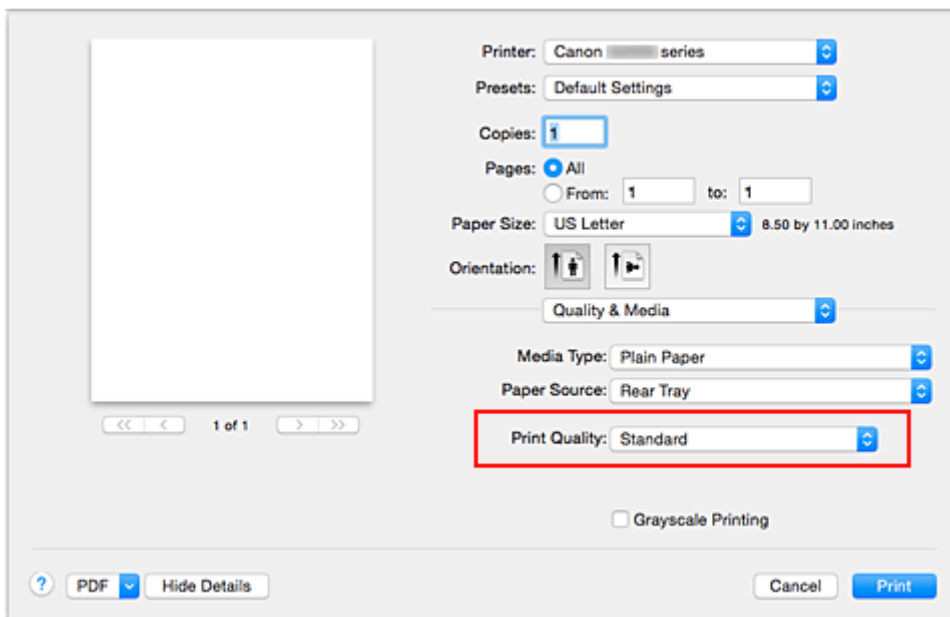 Printer: Canon series
Presets: Default Settings
Copies: 1
Pages: All
From: 1 to: 1
Paper Size: US Letter 8.50 by 11.00 inches
Orientation:
Quality & Media
Media Type: Plain Paper
Paper Source: Rear Tray
<< < 1 of 1 > >>
Print Quality: Standard
Grayscale Printing
? PDF Hide Details Cancel Print